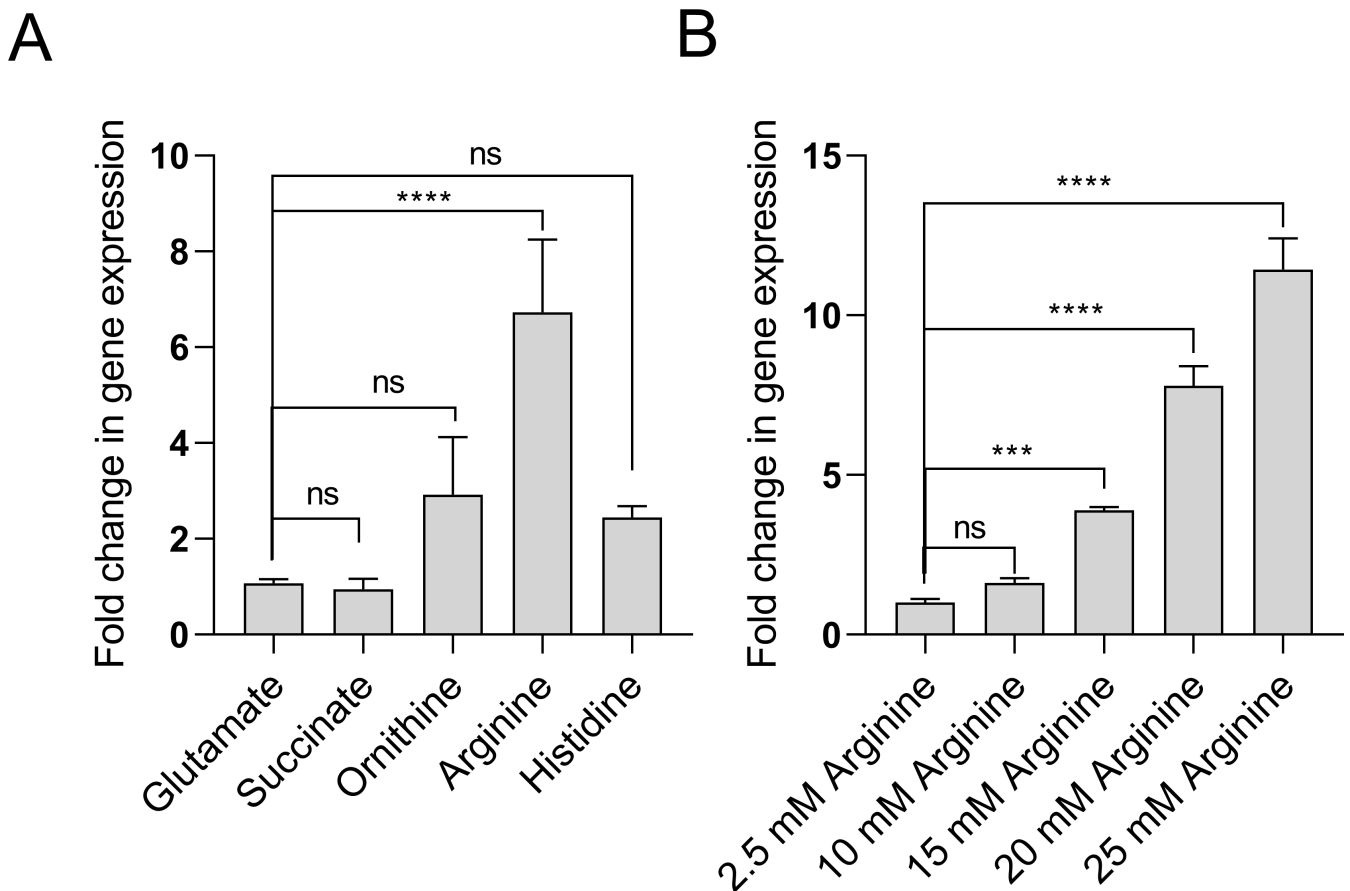 A
Fold change in gene expression
10
8
6
4
2
0
ns
****
ns
ns
Glutamate
Succinate
Ornithine
Arginine
Histidine
B
Fold change in gene expression
15
10
5
0
****
****
***
ns
2.5 mM Arginine
10 mM Arginine
15 mM Arginine
20 mM Arginine
25 mM Arginine